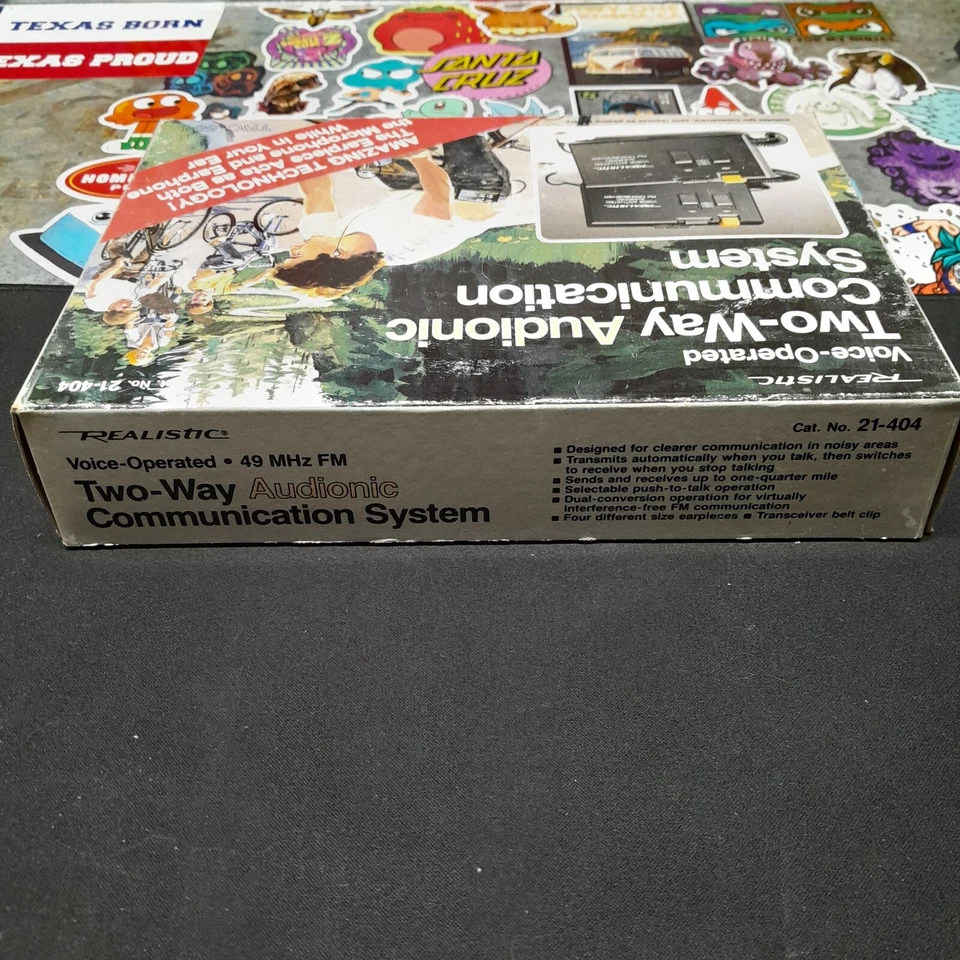 TEXAS BORN
TEXAS PROUD
SANTA
CRUZ
AMAZING TECHNOLOGY!
The Earpiece Acts as Both
the Microphone and Earphone
While in Your Ear
REALISTIC
Voice-Operated
Two-Way Audionic
Communication
System
No. 21-404
REALISTIC®
Voice-Operated • 49 MHz FM
Two-Way Audionic
Communication System
Cat. No. 21-404
■ Designed for clearer communication in noisy areas
■ Transmits automatically when you talk, then switches
to receive when you stop talking
■ Sends and receives up to one-quarter mile
■ Selectable push-to-talk operation
■ Dual-conversion operation for virtually
interference-free FM communication
■ Four different size earpieces ■ Transceiver belt clip